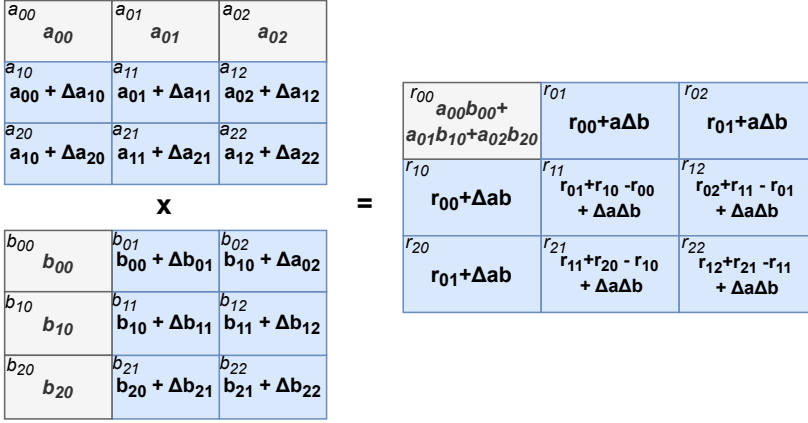 a00 a01 a02
a00 a01 a02
a10 a11 a12
a00 + Δa10 a01 + Δa11 a02 + Δa12
a20 a21 a22
a10 + Δa20 a11 + Δa21 a12 + Δa22
x
b00 b01 b02
b00 b00 + Δb01 b10 + Δa02
b10 b11 b12
b10 b10 + Δb11 b11 + Δb12
b20 b21 b22
b20 b20 + Δb21 b21 + Δb22
=
r00 r01 r02
a00b00+
a01b10+a02b20 r00+aΔb r01+aΔb
r10 r11 r12
r00+Δab r01+r10 -r00 r02+r11 - r01
+ ΔaΔb + ΔaΔb
r20 r21 r22
r01+Δab r11+r20 - r10 r12+r21 -r11
+ ΔaΔb + ΔaΔb